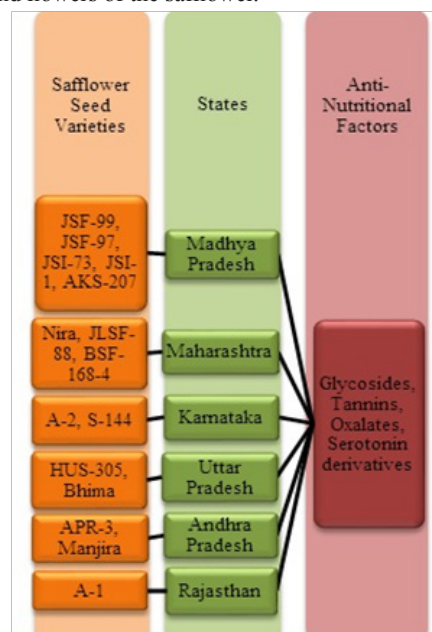 and flowers of the safflower.
Safflower
Seed
Varieties
States
Anti-
Nutritional
Factors
JSF-99,
JSF-97,
JSI-73, JSI-
1, AKS-207
Madhya
Pradesh
Nira, JLSF-
88, BSF-
168-4
Maharashtra
A-2, S-144
Karnataka
HUS-305,
Bhima
Uttar
Pradesh
APR-3,
Manjira
Andhra
Pradesh
A-1
Rajasthan
Glycosides,
Tannins,
Oxalates,
Serotonin
derivatives